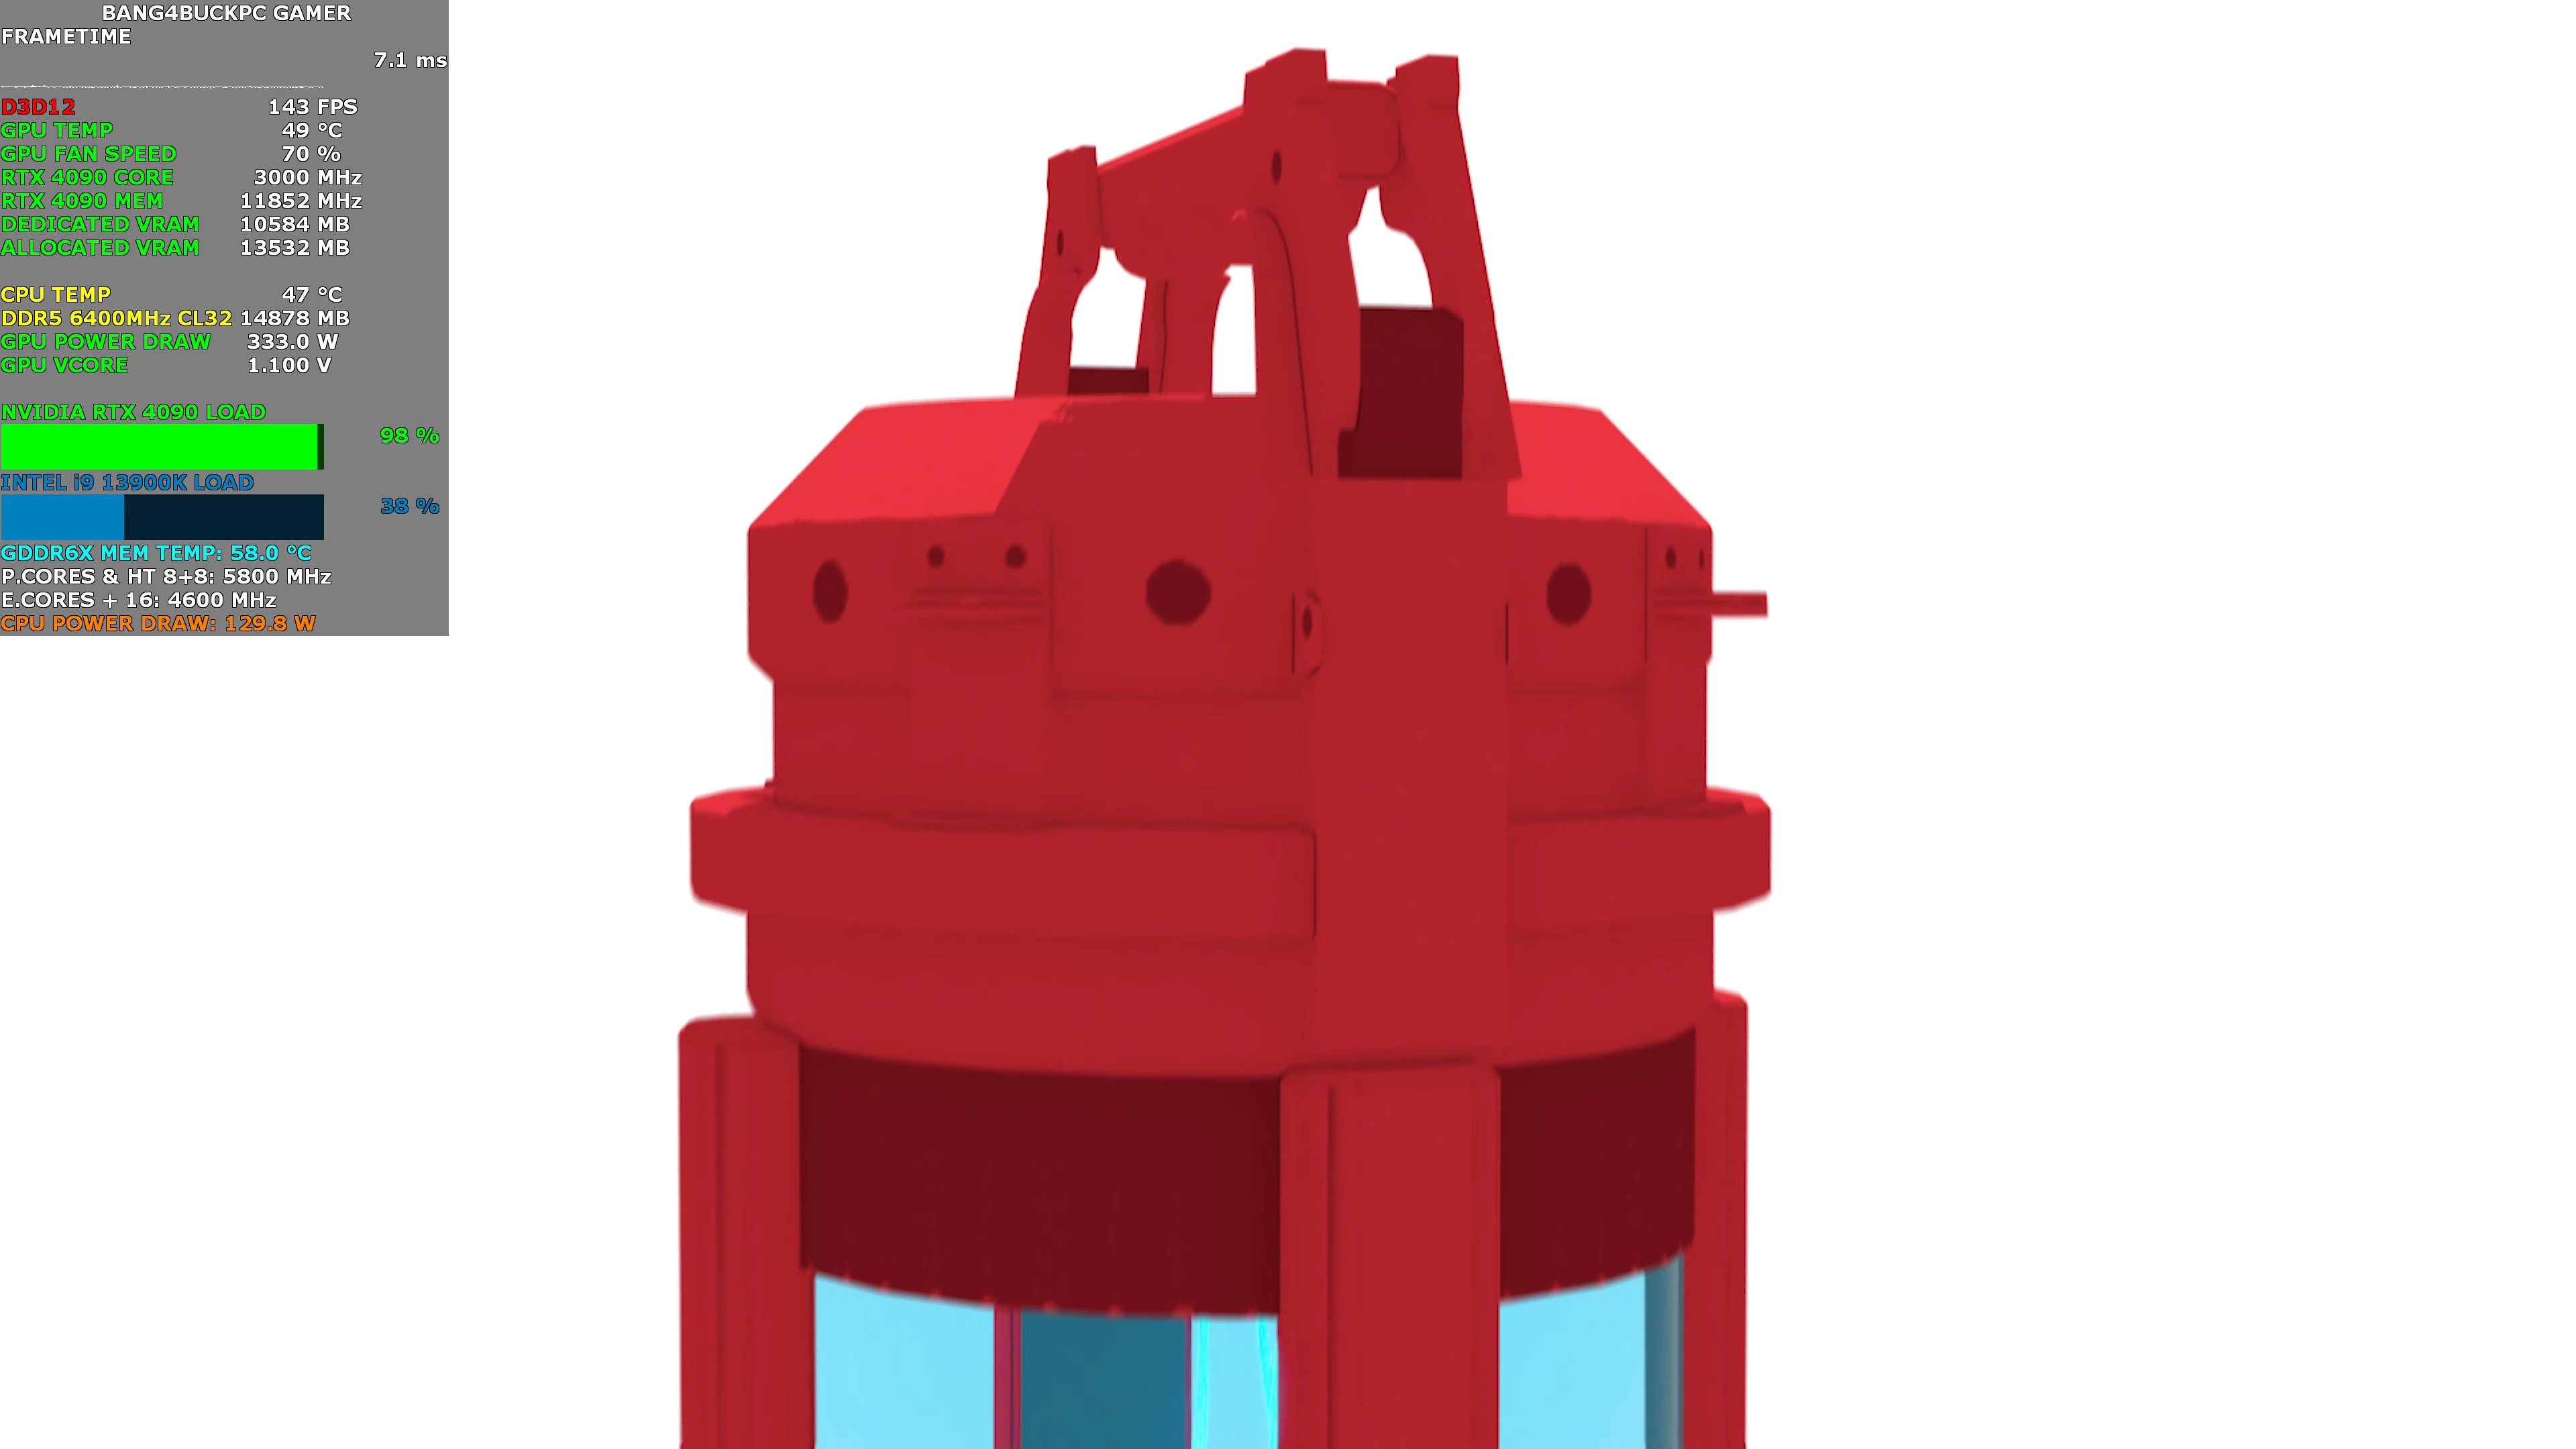 BANG4BUCKPC GAMER
FRAMETIME
7.1 ms
D3D12 143 FPS
GPU TEMP 49 °C
GPU FAN SPEED 70 %
RTX 4090 CORE 3000 MHz
RTX 4090 MEM 11852 MHz
DEDICATED VRAM 10584 MB
ALLOCATED VRAM 13532 MB
CPU TEMP 47 °C
DDR5 6400MHz CL32 14878 MB
GPU POWER DRAW 333.0 W
GPU VCORE 1.100 V
NVIDIA RTX 4090 LOAD
98 %
INTEL i9 13900K LOAD
38 %
GDDR6X MEM TEMP: 58.0 °C
P.CORES & HT 8+8: 5800 MHz
E.CORES + 16: 4600 MHz
CPU POWER DRAW: 129.8 W